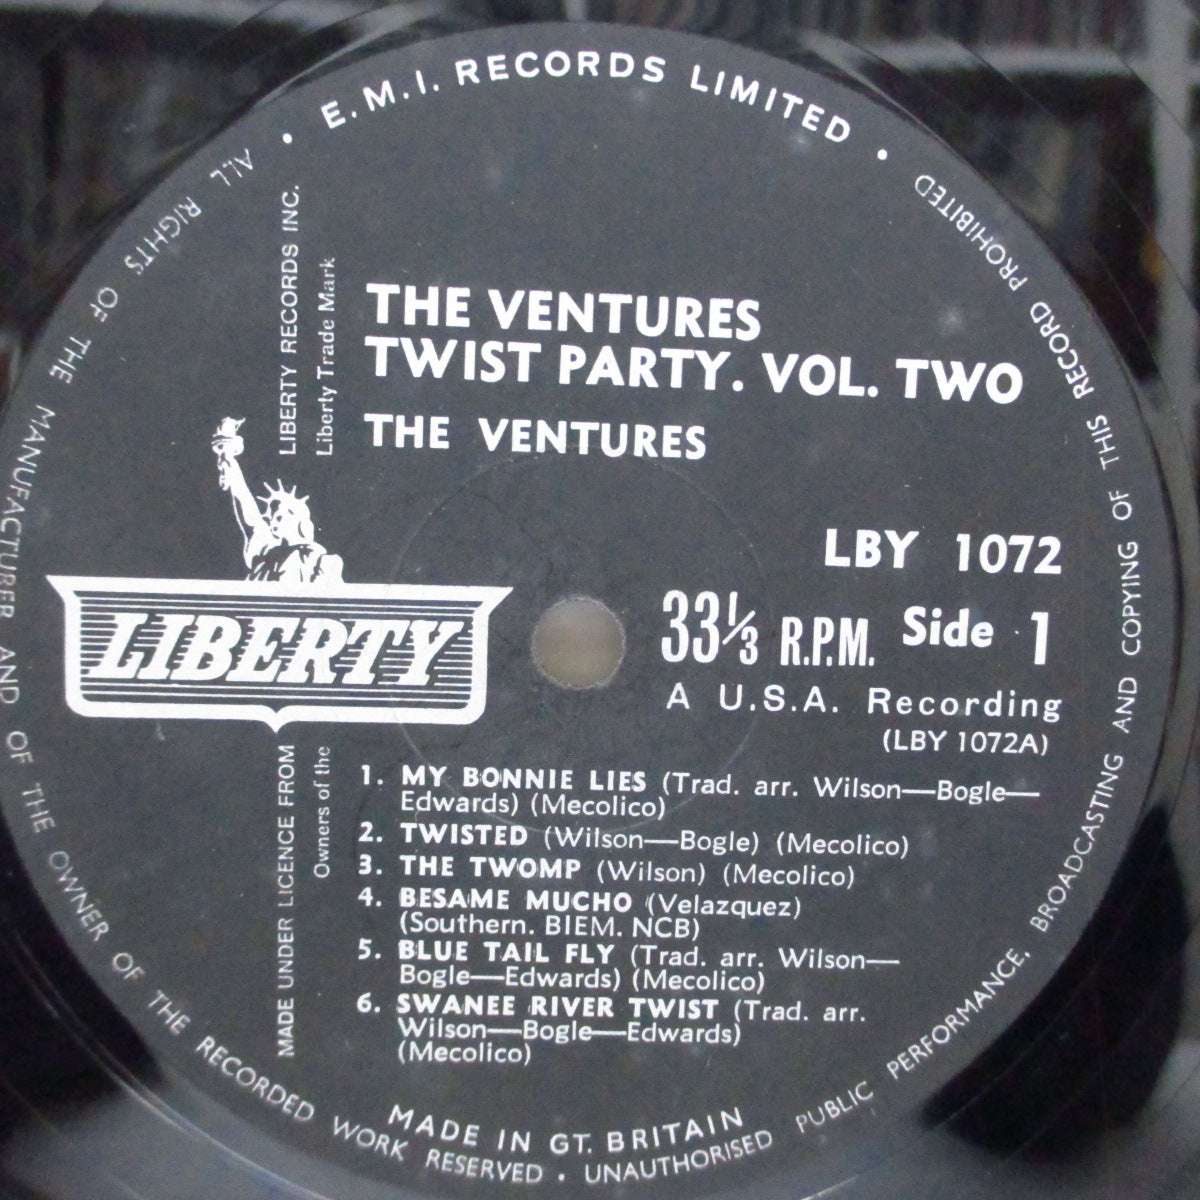 E.M.I. RECORDS LIMITED •
ALL RIGHTS OF THE MANUFACTURER AND OF THE OWNER OF THE RECORDED WORK RESERVED • UNAUTHORISED PUBLIC PERFORMANCE, BROADCASTING AND COPYING OF THIS RECORD PROHIBITED •
THE VENTURES
TWIST PARTY. VOL. TWO
THE VENTURES
LIBERTY RECORDS INC.
Liberty Trade Mark
LIBERTY
MADE UNDER LICENCE FROM
Owners of the
LBY 1072
33⅓ R.P.M. Side 1
A U.S.A. Recording
(LBY 1072A)
1. MY BONNIE LIES (Trad. arr. Wilson—Bogle—
Edwards) (Mecolico)
2. TWISTED (Wilson—Bogle) (Mecolico)
3. THE TWOMP (Wilson) (Mecolico)
4. BESAME MUCHO (Velazquez)
(Southern. BIEM. NCB)
5. BLUE TAIL FLY (Trad. arr. Wilson—
Bogle—Edwards) (Mecolico)
6. SWANEE RIVER TWIST (Trad. arr.
Wilson—Bogle—Edwards)
(Mecolico)
MADE IN GT. BRITAIN